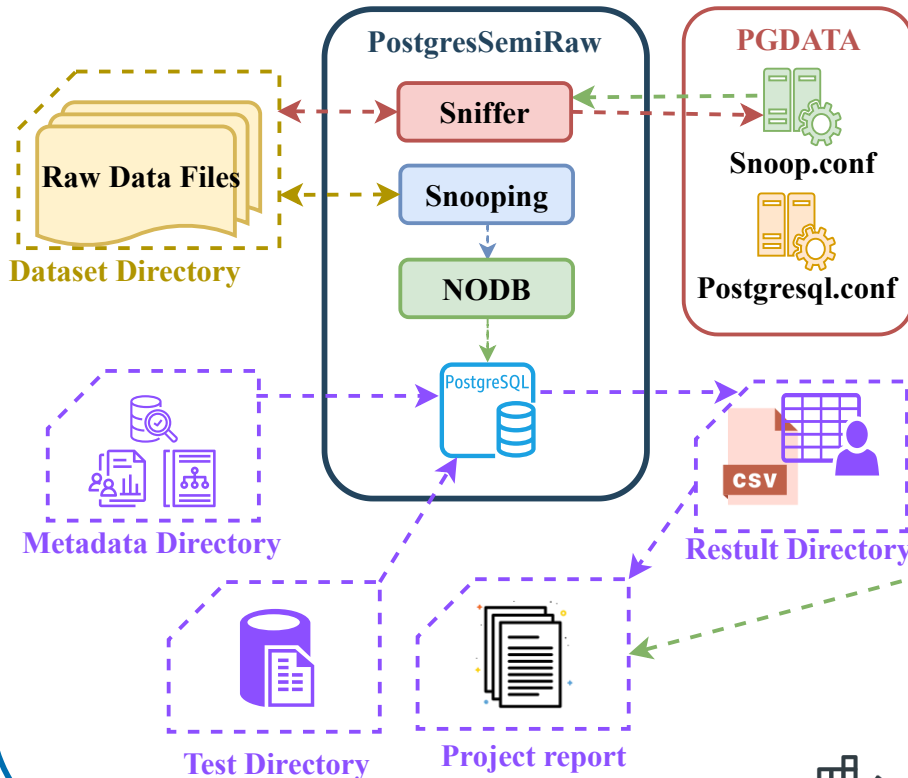 PostgresSemiRaw
PGDATA
Sniffer
Raw Data Files
Snoop.conf
Snooping
Dataset Directory
NODB
Postgresql.conf
PostgreSQL
CSV
Metadata Directory
Restult Directory
Test Directory
Project report